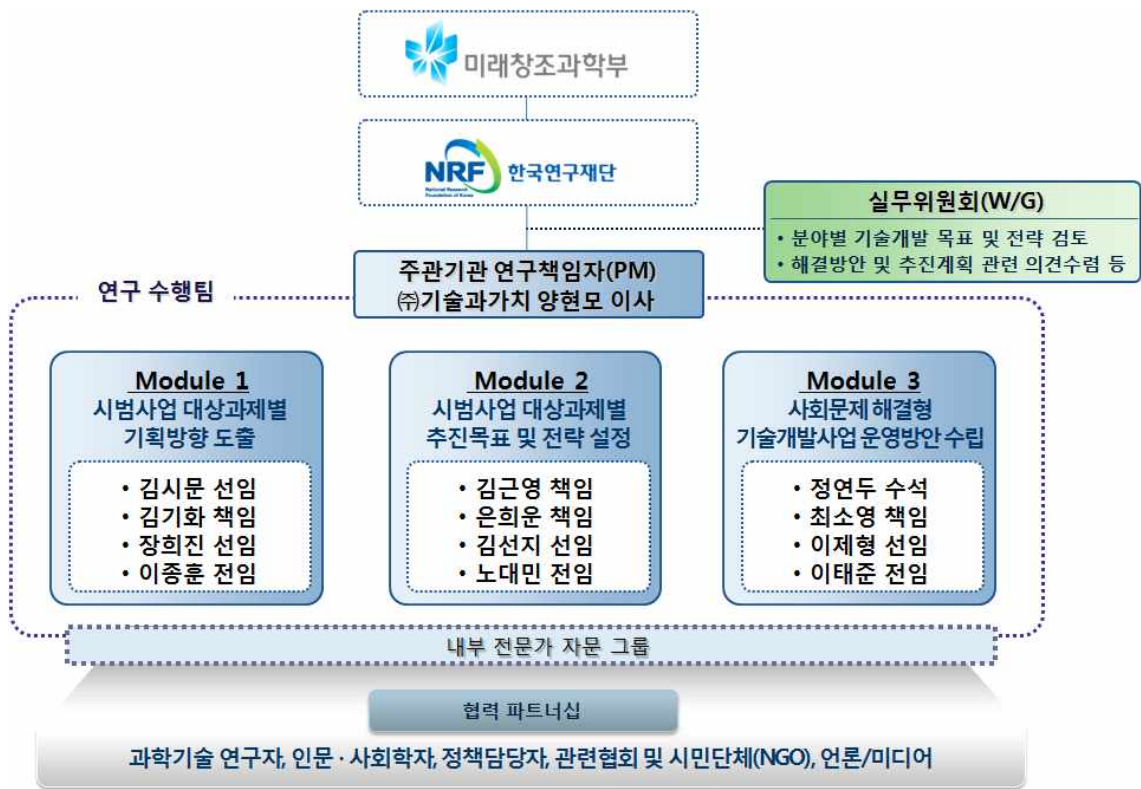 미래창조과학부
NRF 한국연구재단
National Research
Foundation of Korea
실무위원회(W/G)
• 분야별 기술개발 목표 및 전략 검토
• 해결방안 및 추진계획 관련 의견수렴 등
주관기관 연구책임자(PM)
㈜기술과가치 양현모 이사
연구 수행팀
Module 1
시범사업 대상과제별
기획방향 도출
• 김시문 선임
• 김기화 책임
• 장희진 선임
• 이종훈 전임
Module 2
시범사업 대상과제별
추진목표 및 전략 설정
• 김근영 책임
• 은희운 책임
• 김선지 선임
• 노대민 전임
Module 3
사회문제 해결형
기술개발사업 운영방안 수립
• 정연두 수석
• 최소영 책임
• 이제형 선임
• 이태준 전임
내부 전문가 자문 그룹
협력 파트너십
과학기술 연구자, 인문 · 사회학자, 정책담당자, 관련협회 및 시민단체(NGO), 언론/미디어